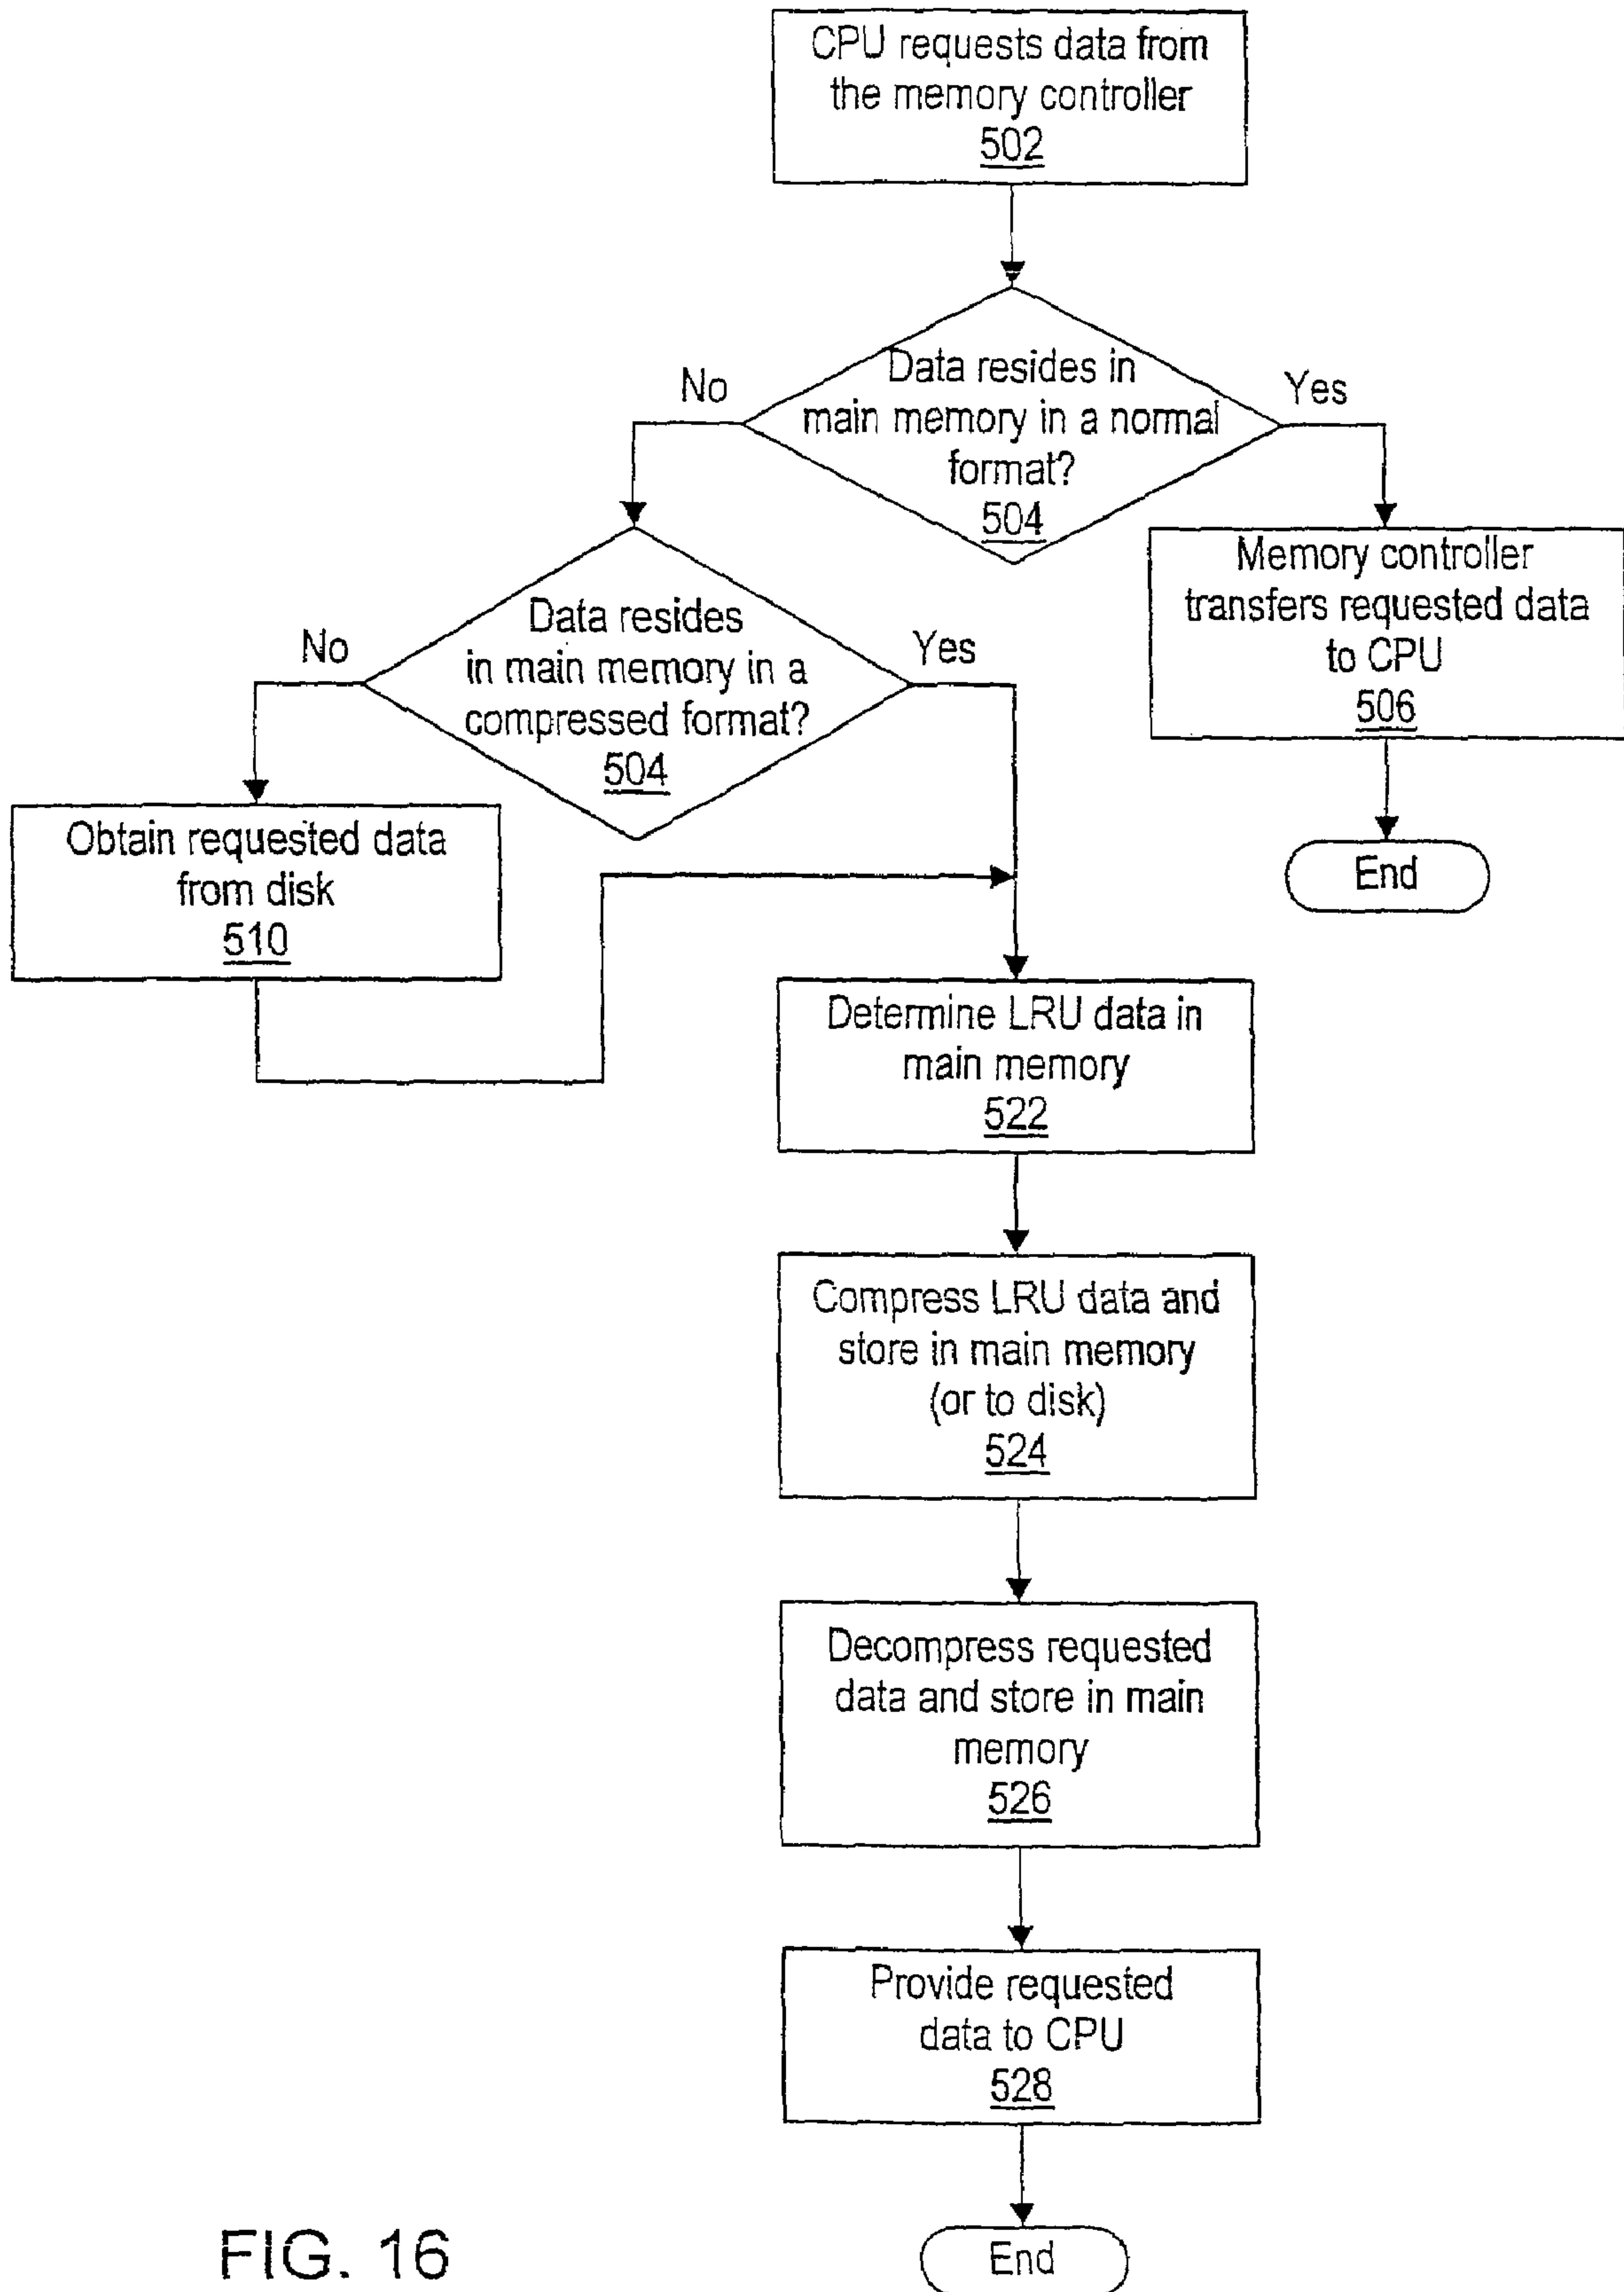 CPU requests data from
the memory controller
502
Data resides in
main memory in a normal
format?
504
No
Yes
Memory controller
transfers requested data
to CPU
506
End
Data resides
in main memory in a
compressed format?
504
No
Yes
Obtain requested data
from disk
510
Determine LRU data in
main memory
522
Compress LRU data and
store in main memory
(or to disk)
524
Decompress requested
data and store in main
memory
526
Provide requested
data to CPU
528
End
FIG. 16